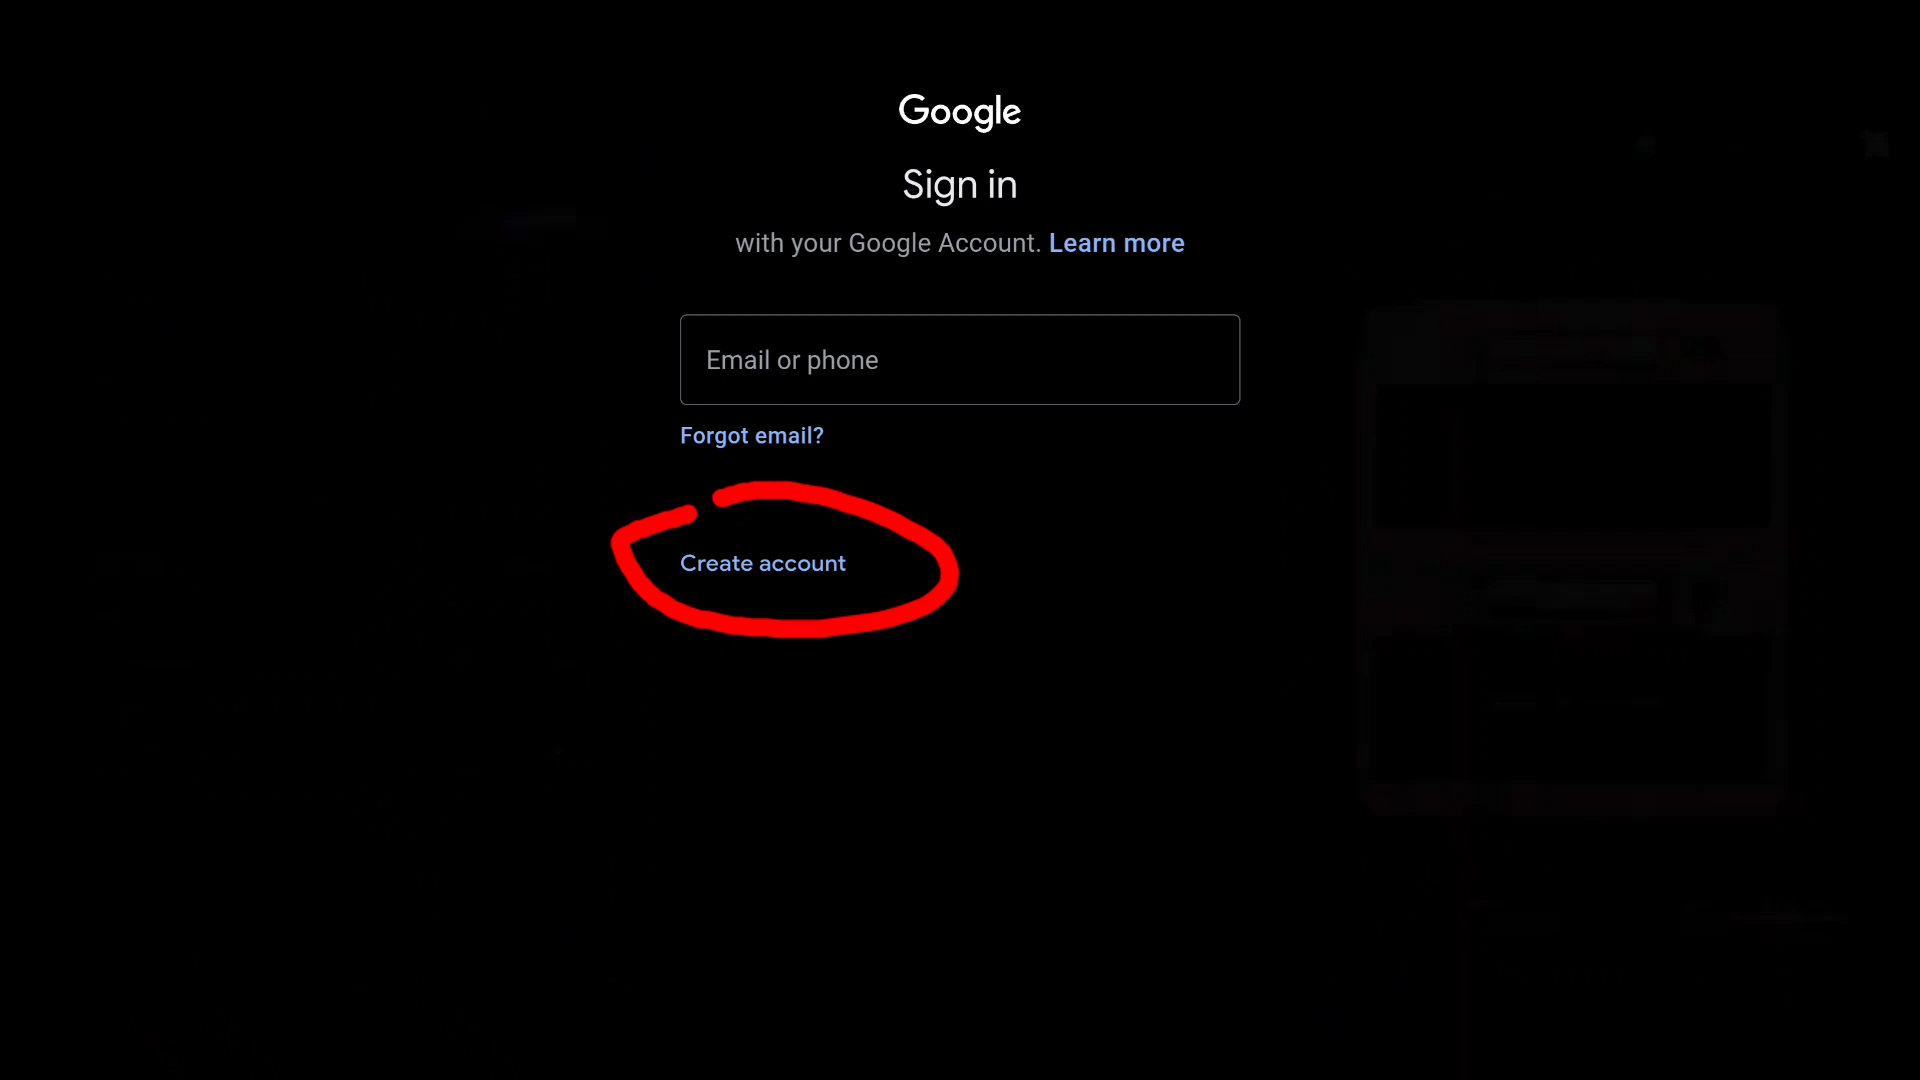 Google
Sign in
with your Google Account. Learn more
Email or phone
Forgot email?
Create account